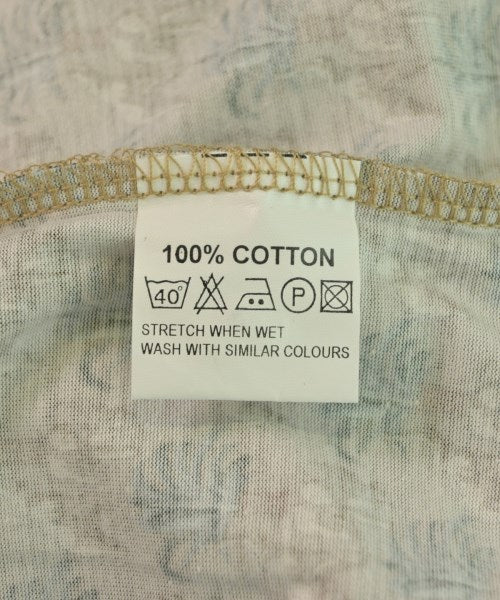 100% COTTON
40° P
STRETCH WHEN WET
WASH WITH SIMILAR COLOURS